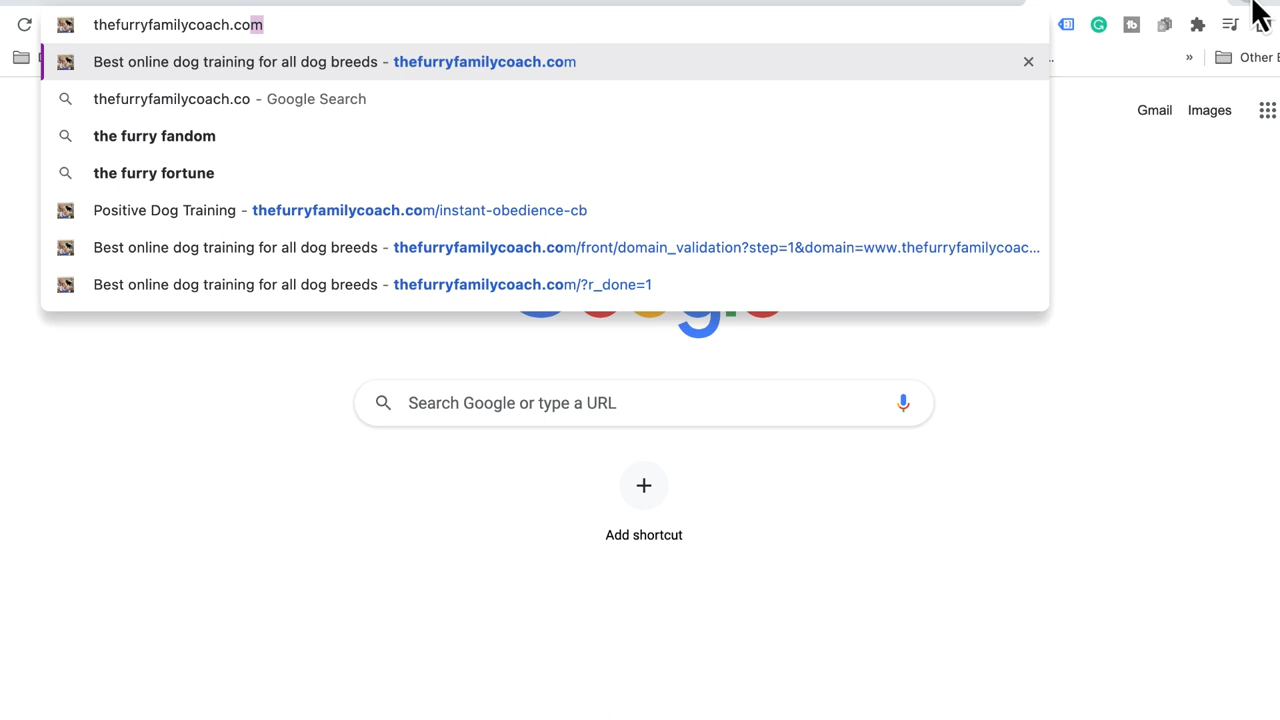 thefurryfamilycoach.com
Best online dog training for all dog breeds - thefurryfamilycoach.com
thefurryfamilycoach.co - Google Search
the furry fandom
the furry fortune
Positive Dog Training - thefurryfamilycoach.com/instant-obedience-cb
Best online dog training for all dog breeds - thefurryfamilycoach.com/front/domain_validation?step=1&domain=www.thefurryfamilycoac...
Best online dog training for all dog breeds - thefurryfamilycoach.com/?r_done=1
» Other
Gmail Images
Search Google or type a URL
Add shortcut